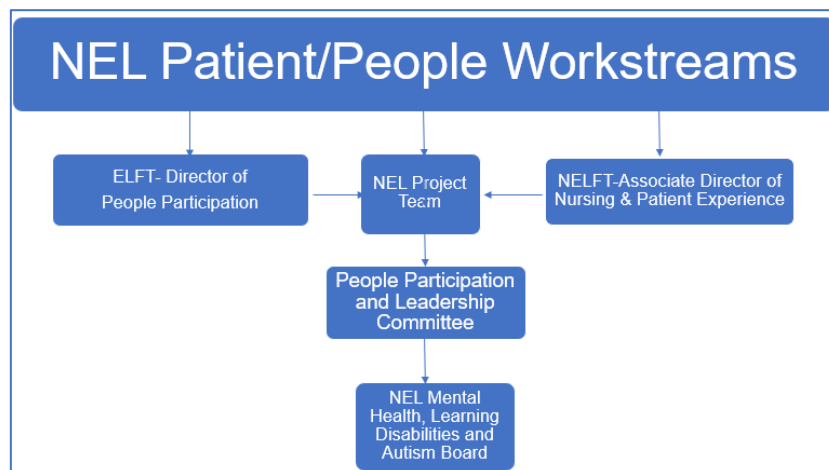 NEL Patient/People Workstreams
ELFT- Director of
People Participation
NEL Project
Team
NELFT-Associate Director of
Nursing & Patient Experience
People Participation
and Leadership
Committee
NEL Mental
Health, Learning
Disabilities and
Autism Board